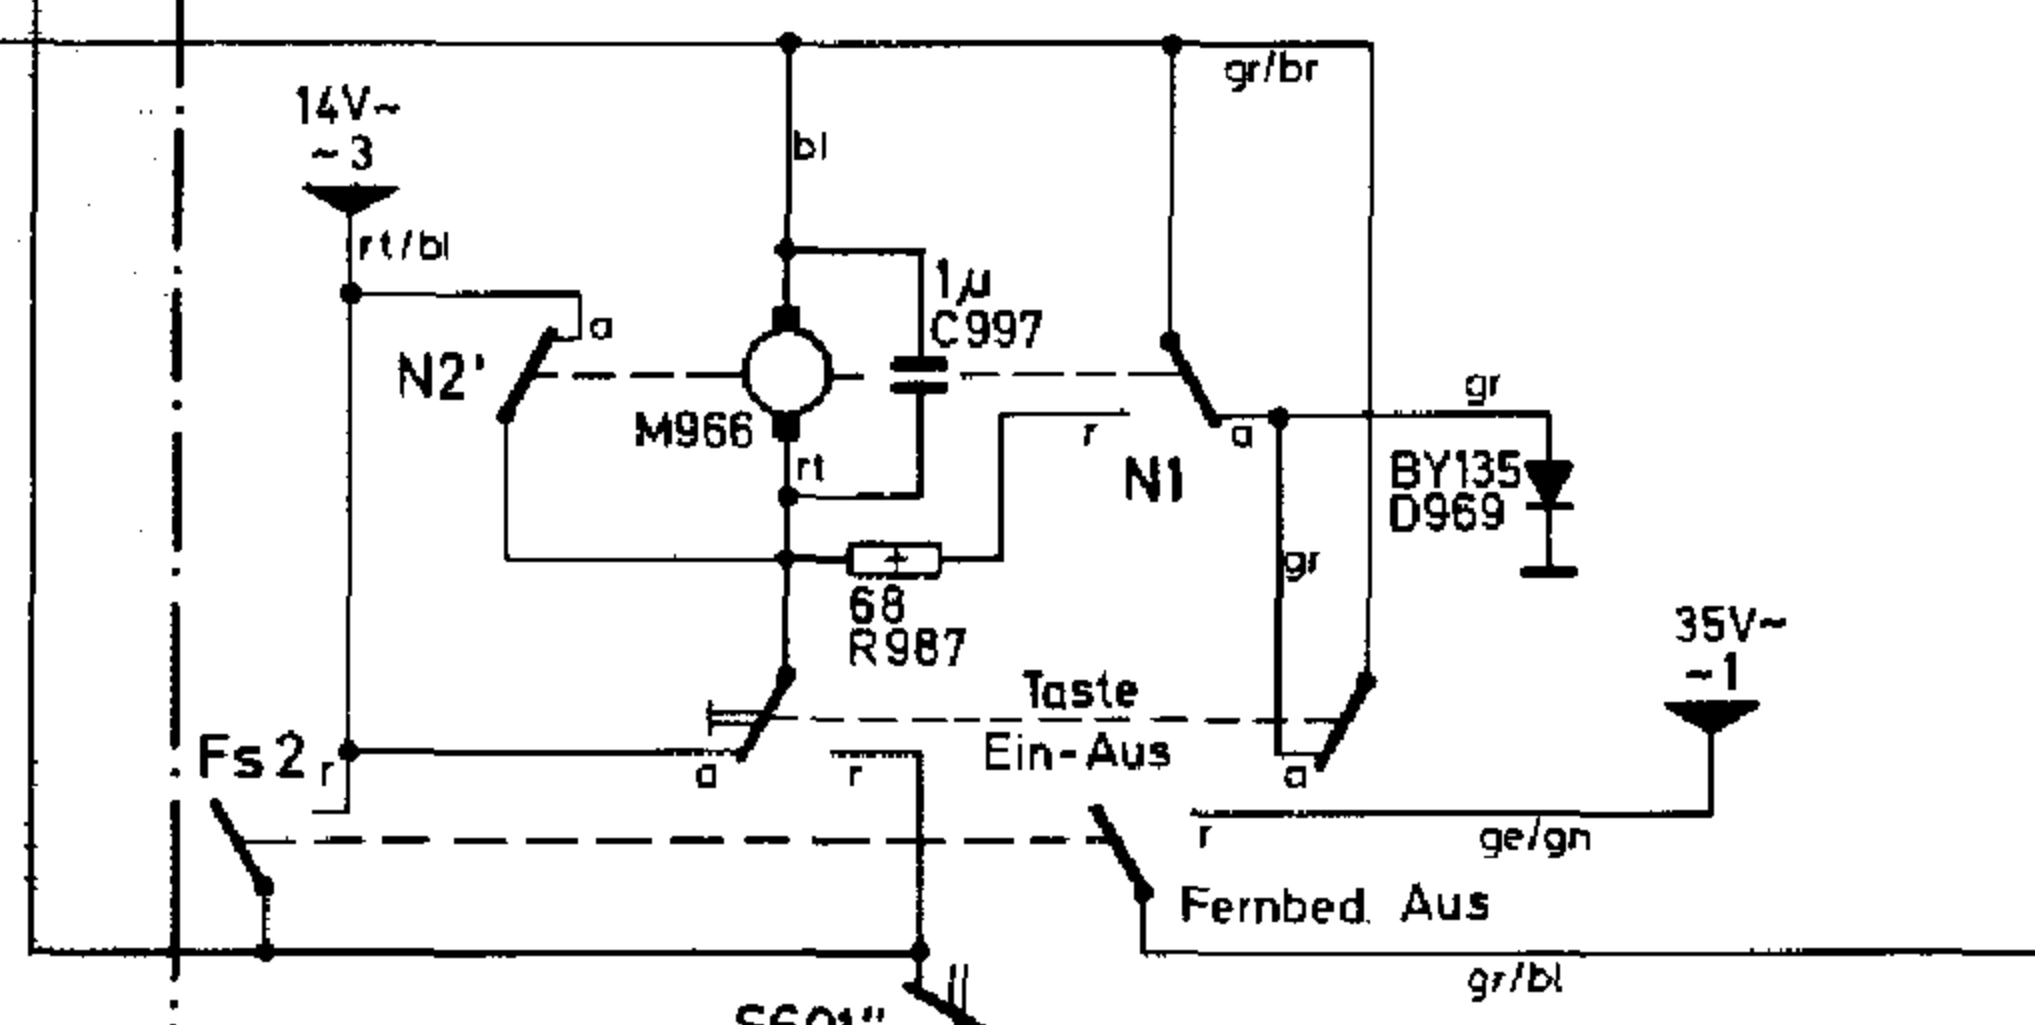 gr/br
14V~
~3
bl
rt/bl
1µ
C997
a
N2'
gr
M966
r
a
rt
N1
BY135
D969
gr
68
R987
35V~
~1
Taste
Ein-Aus
Fs2
r
a
r
a
r
ge/gn
Fernbed. Aus
gr/bl
S601"